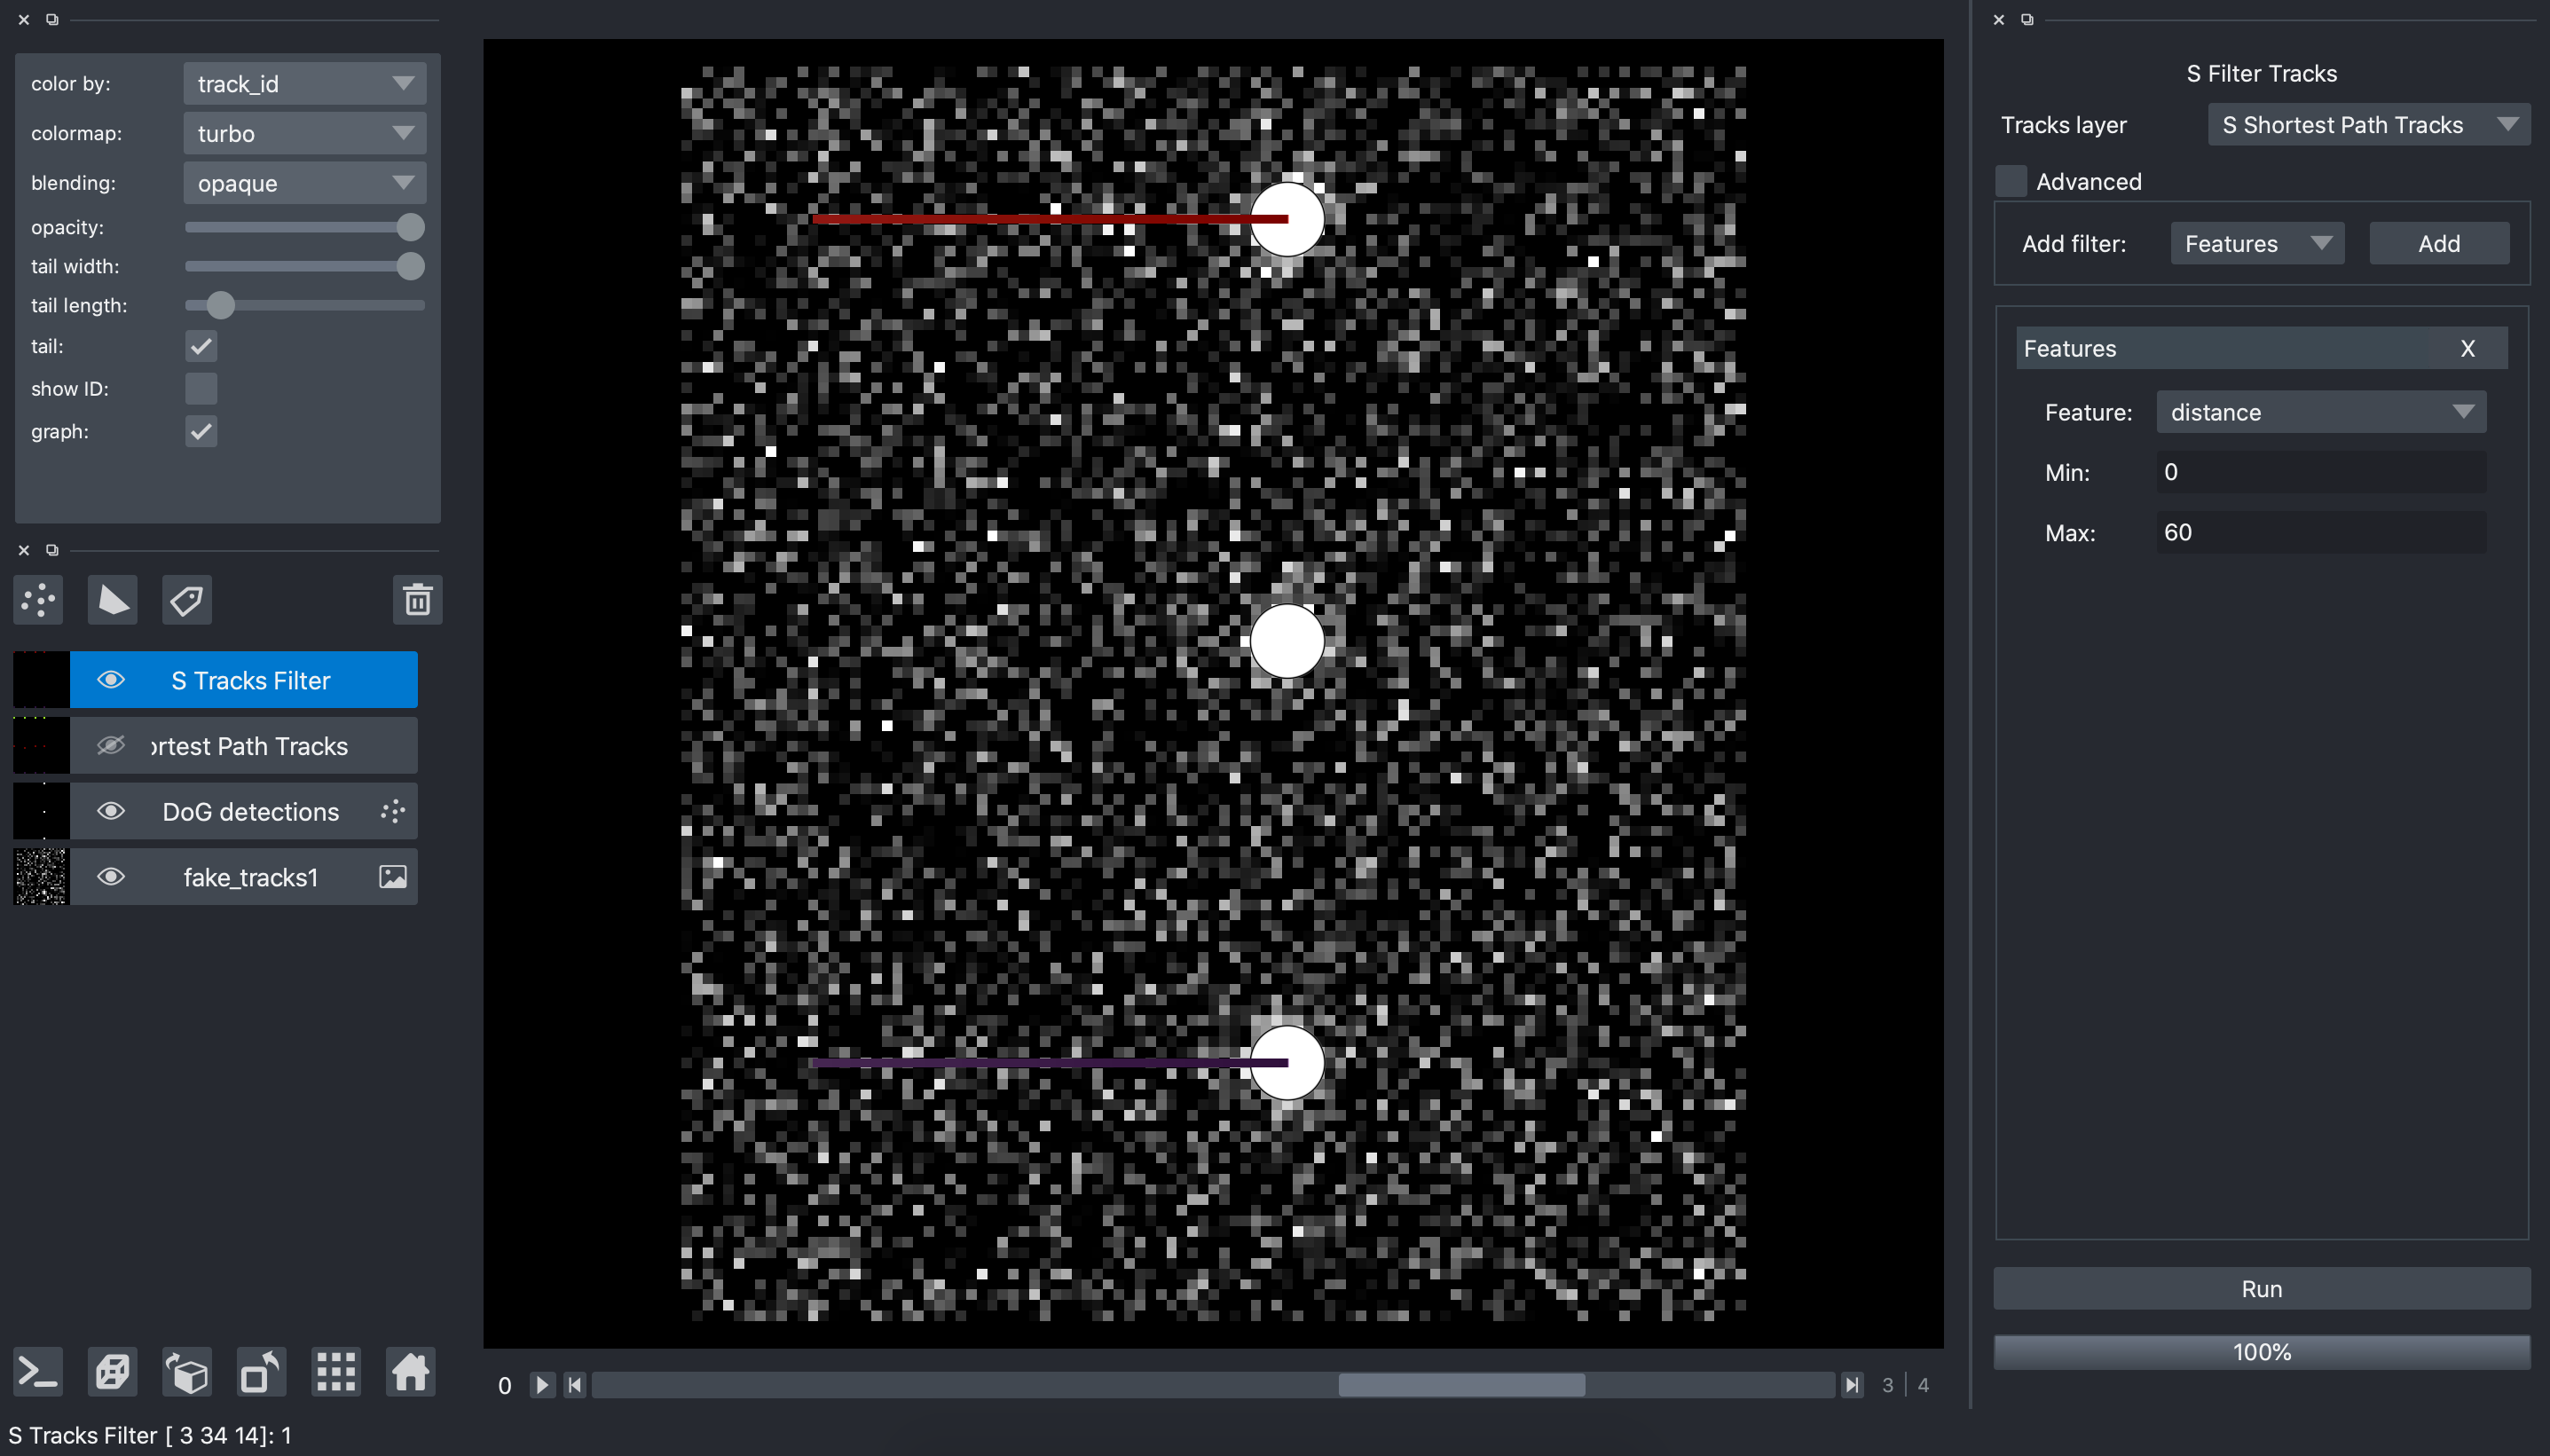 color by: track_id
colormap: turbo
blending: opaque
opacity:
tail width:
tail length:
tail:
show ID:
graph:
S Tracks Filter
ortest Path Tracks
DoG detections
fake_tracks1
0
3 | 4
S Tracks Filter [ 3 34 14]: 1
S Filter Tracks
Tracks layer S Shortest Path Tracks
Advanced
Add filter: Features Add
Features X
Feature: distance
Min: 0
Max: 60
Run
100%